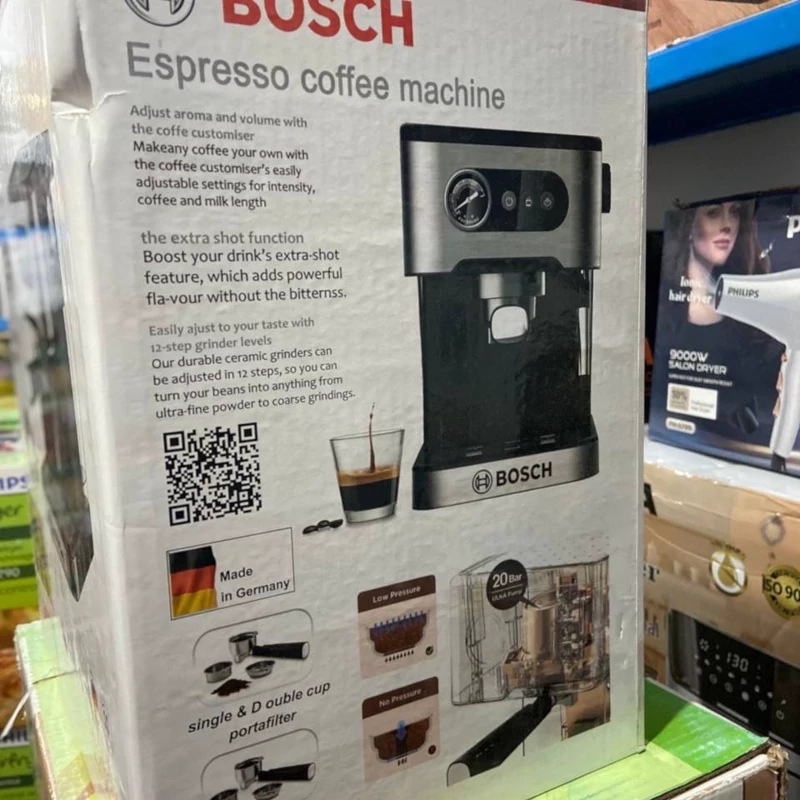 BOSCH
Espresso coffee machine
Adjust aroma and volume with
the coffe customiser
Makeany coffee your own with
the coffee customiser's easily
adjustable settings for intensity,
coffee and milk length
the extra shot function
Boost your drink's extra-shot
feature, which adds powerful
fla-vour without the bitternss.
Easily ajust to your taste with
12-step grinder levels
Our durable ceramic grinders can
be adjusted in 12 steps, so you can
turn your beans into anything from
ultra-fine powder to coarse grindings.
BOSCH
Made
in Germany
Low Pressure
20Bar
ULKA Pump
No Pressure
single & D ouble cup
portafilter
Ionic
hair dryer
PHILIPS
9000W
SALON DRYER
ISO 90
130